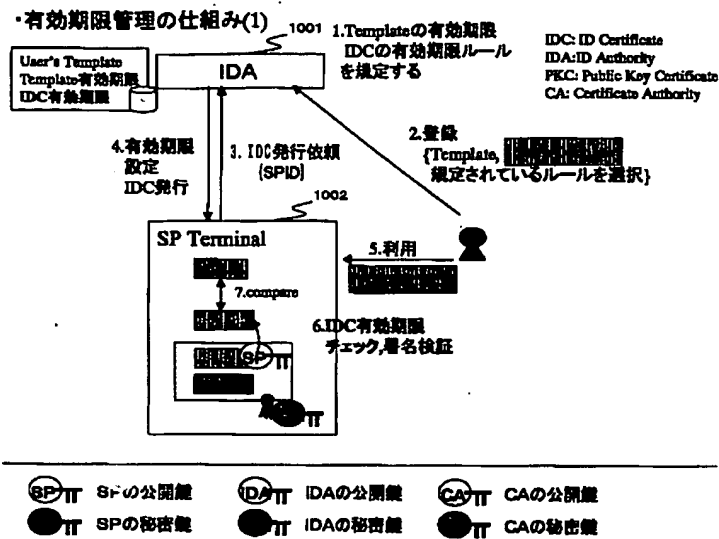 ・有効期限管理の仕組み(1)
1001
IDA
User's Template
Template有効期限
IDC有効期限
1.Templateの有効期限
IDCの有効期限ルール
を規定する
IDC: ID Certificate
IDA:ID Authority
PKC: Public Key Certificate
CA: Certificate Authority
2.登録
{Template,
規定されているルールを選択}
4.有効期限
設定
IDC発行
3. IDC発行依頼
(SPID)
1002
SP Terminal
5.利用
7.compare
6.IDC有効期限
チェック,署名検証
SP
SP SPの公開鍵
IDA IDAの公開鍵
CA CAの公開鍵
SPの秘密鍵
IDAの秘密鍵
CAの秘密鍵